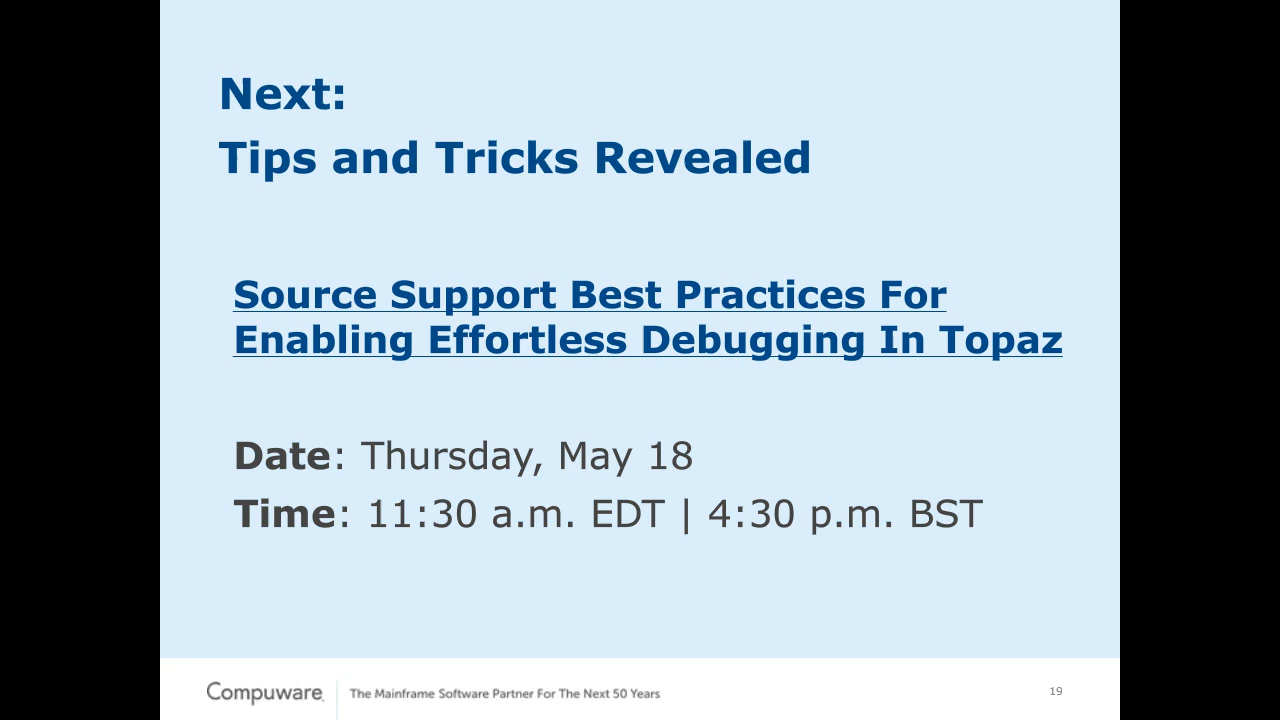 Next:
Tips and Tricks Revealed
Source Support Best Practices For
Enabling Effortless Debugging In Topaz
Date: Thursday, May 18
Time: 11:30 a.m. EDT | 4:30 p.m. BST
Compuware.
The Mainframe Software Partner For The Next 50 Years
19